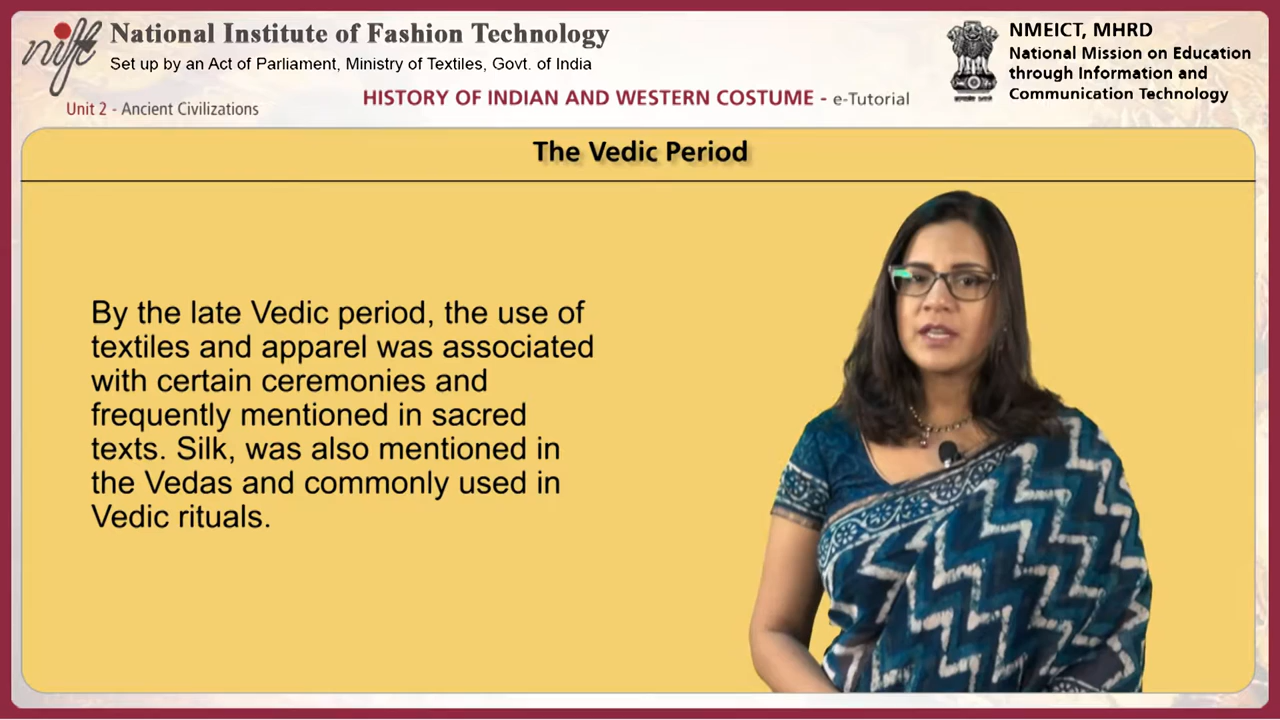 nift
National Institute of Fashion Technology
Set up by an Act of Parliament, Ministry of Textiles, Govt. of India
NMEICT, MHRD
National Mission on Education
through Information and
Communication Technology
Unit 2 - Ancient Civilizations
HISTORY OF INDIAN AND WESTERN COSTUME - e-Tutorial
The Vedic Period
By the late Vedic period, the use of
textiles and apparel was associated
with certain ceremonies and
frequently mentioned in sacred
texts. Silk, was also mentioned in
the Vedas and commonly used in
Vedic rituals.